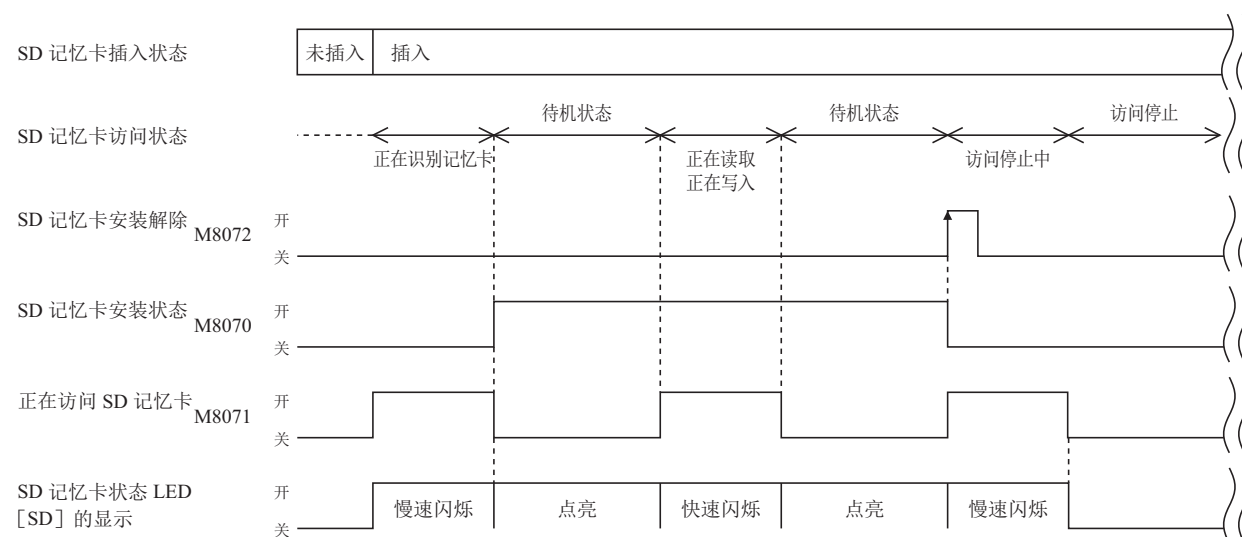 SD 记忆卡插入状态
未插入
插入
SD 记忆卡访问状态
待机状态
待机状态
访问停止
正在识别记忆卡
正在读取
正在写入
访问停止中
SD 记忆卡安装解除 M8072
开
关
SD 记忆卡安装状态 M8070
开
关
正在访问 SD 记忆卡 M8071
开
关
SD 记忆卡状态 LED
［SD］的显示
开
关
慢速闪烁
点亮
快速闪烁
点亮
慢速闪烁